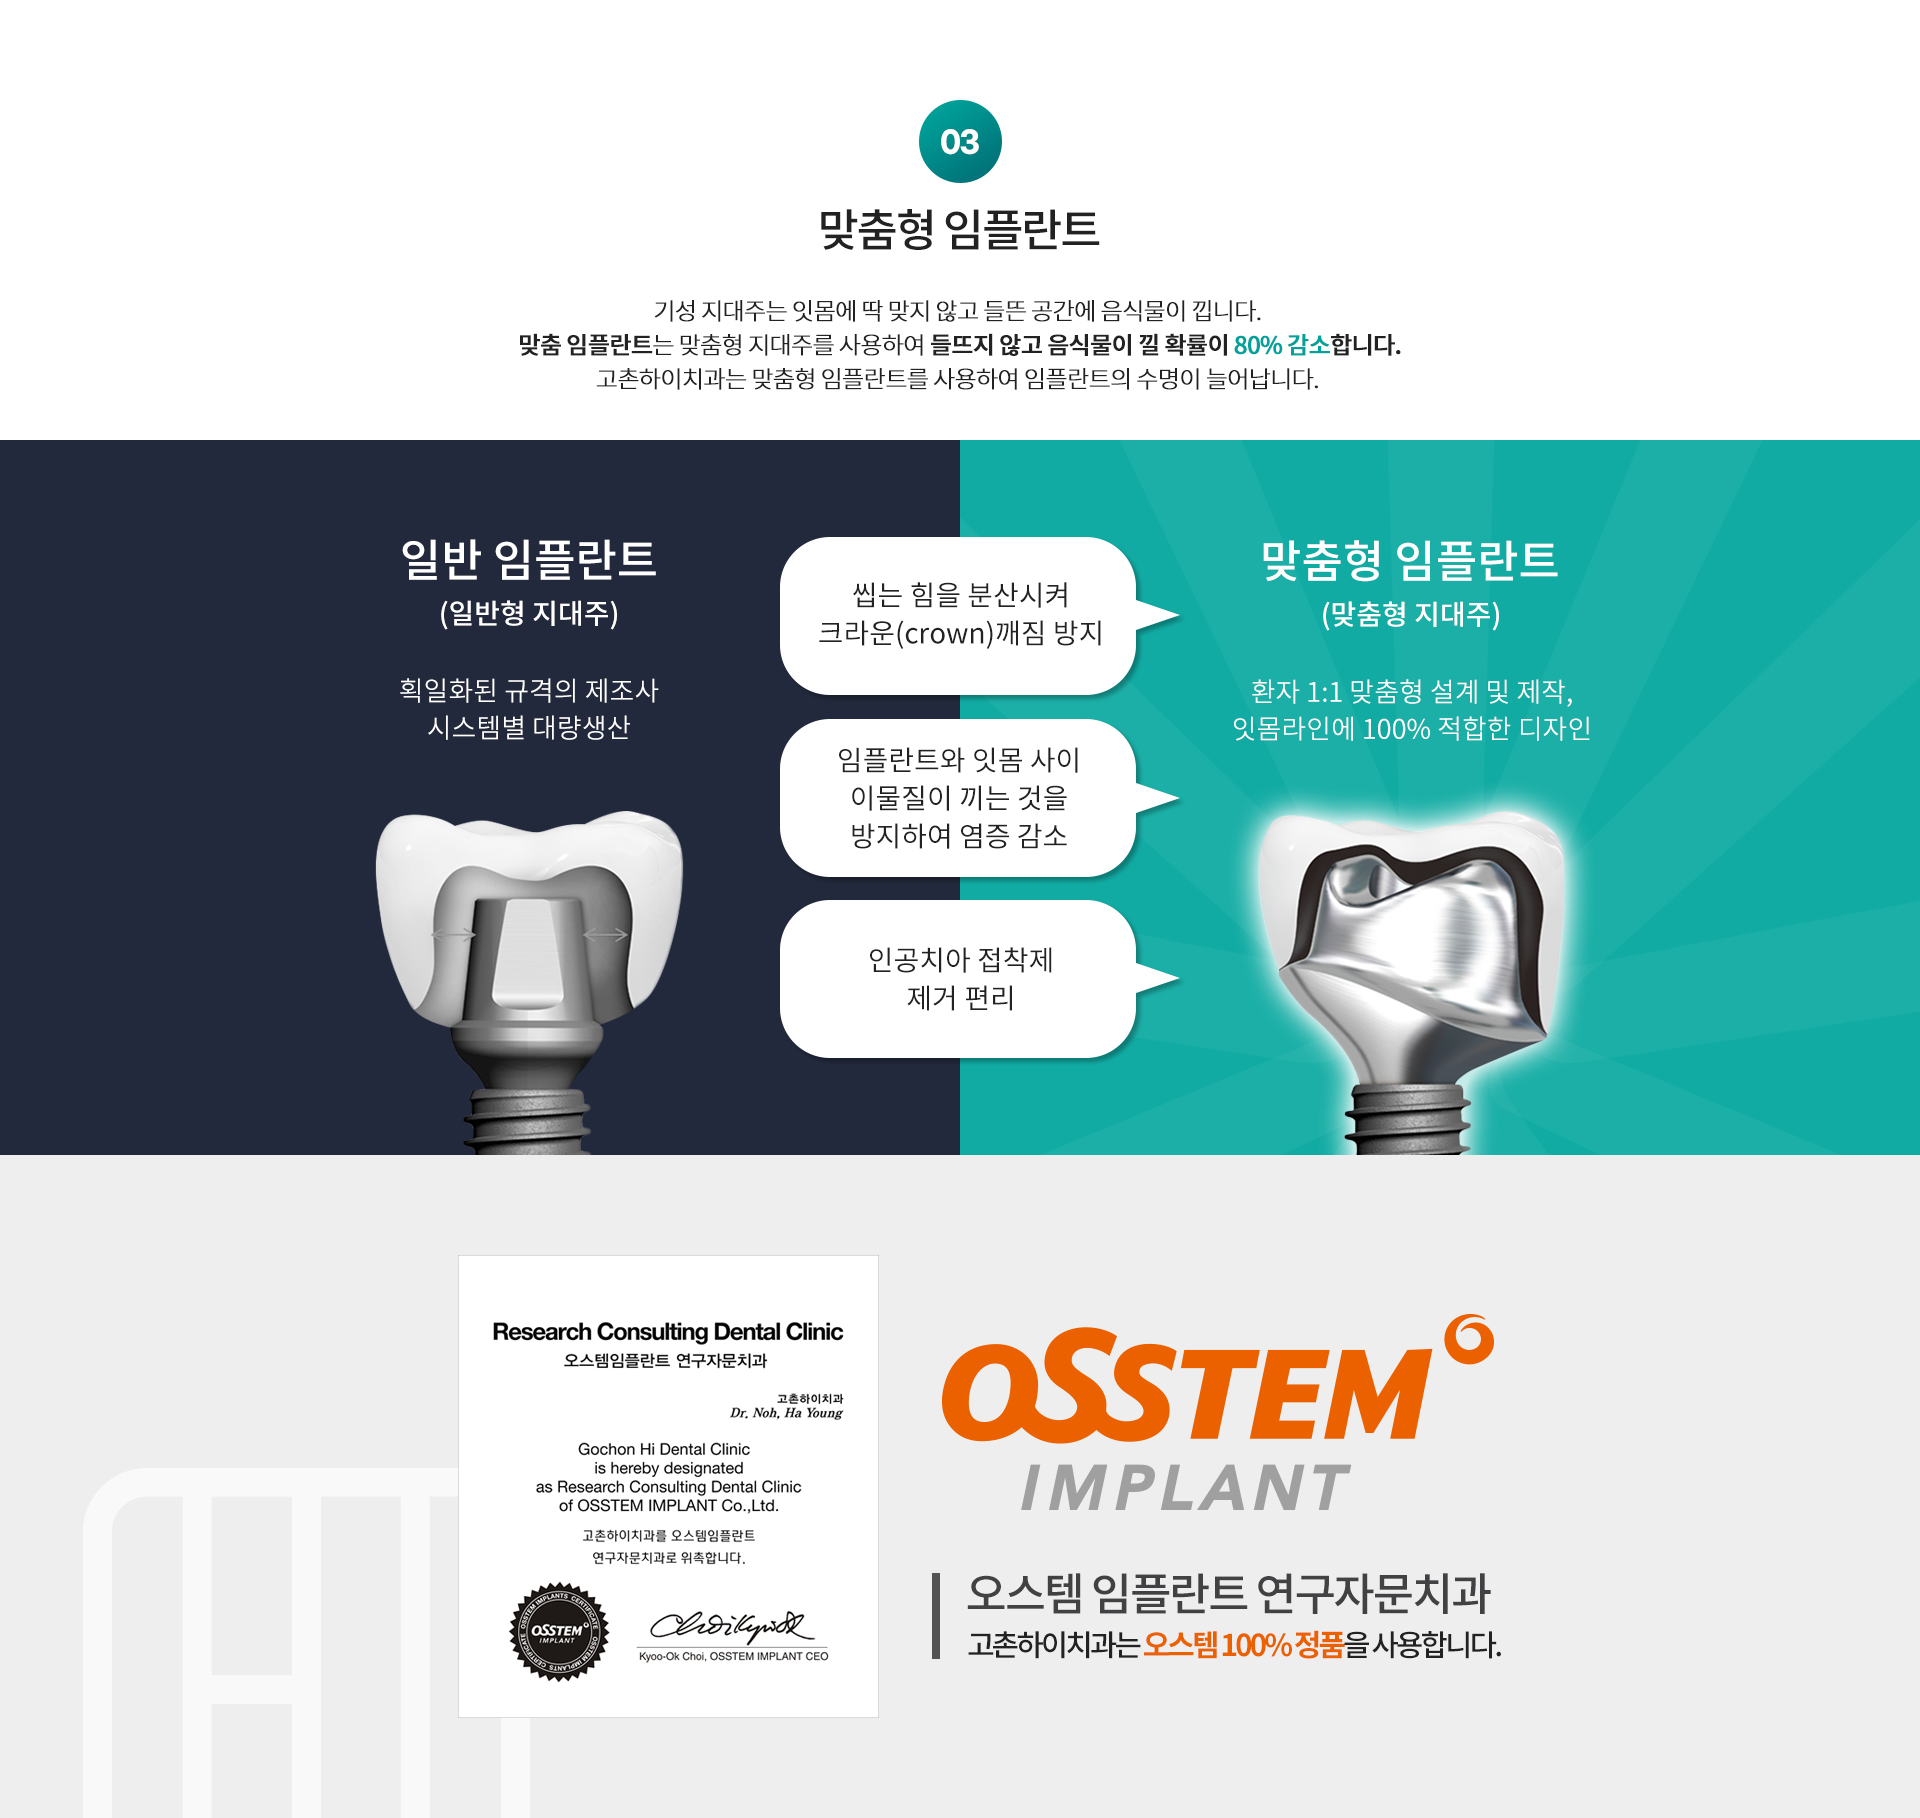 03
맞춤형 임플란트
기성 지대주는 잇몸에 딱 맞지 않고 들뜬 공간에 음식물이 낍니다.
맞춤 임플란트는 맞춤형 지대주를 사용하여 들뜨지 않고 음식물이 낄 확률이 80% 감소합니다.
고촌하이치과는 맞춤형 임플란트를 사용하여 임플란트의 수명이 늘어납니다.
일반 임플란트
(일반형 지대주)
획일화된 규격의 제조사
시스템별 대량생산
씹는 힘을 분산시켜
크라운(crown)깨짐 방지
임플란트와 잇몸 사이
이물질이 끼는 것을
방지하여 염증 감소
인공치아 접착제
제거 편리
맞춤형 임플란트
(맞춤형 지대주)
환자 1:1 맞춤형 설계 및 제작,
잇몸라인에 100% 적합한 디자인
Research Consulting Dental Clinic
오스템임플란트 연구자문치과
고촌하이치과
Dr. Noh, Ha Young
Gochon Hi Dental Clinic
is hereby designated
as Research Consulting Dental Clinic
of OSSTEM IMPLANT Co.,Ltd.
고촌하이치과를 오스템임플란트
연구자문치과로 위촉합니다.
OSSTEM IMPLANTS CERTIFICATE OSSTEM IMPLANTS CERTIFICATE
OSSTEM
IMPLANT
Kyoo-Ok Choi, OSSTEM IMPLANT CEO
OSSTEM
IMPLANT
오스템 임플란트 연구자문치과
고촌하이치과는 오스템 100% 정품을 사용합니다.